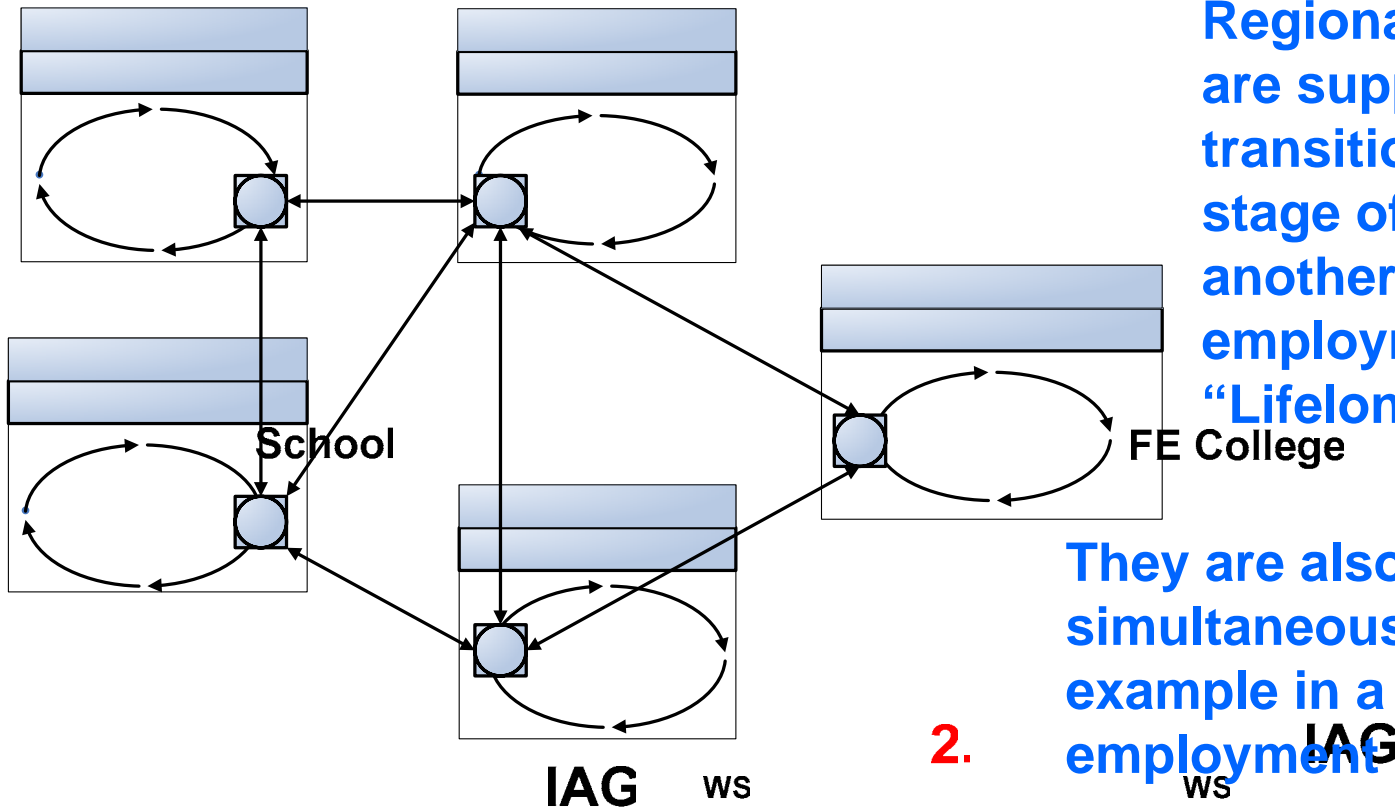 Regiona
are supp
transitio
stage of
another
employ
“Lifelon
School
FE College
They are also
simultaneous
example in a
2.
employment
IAG
IAG
ws
ws